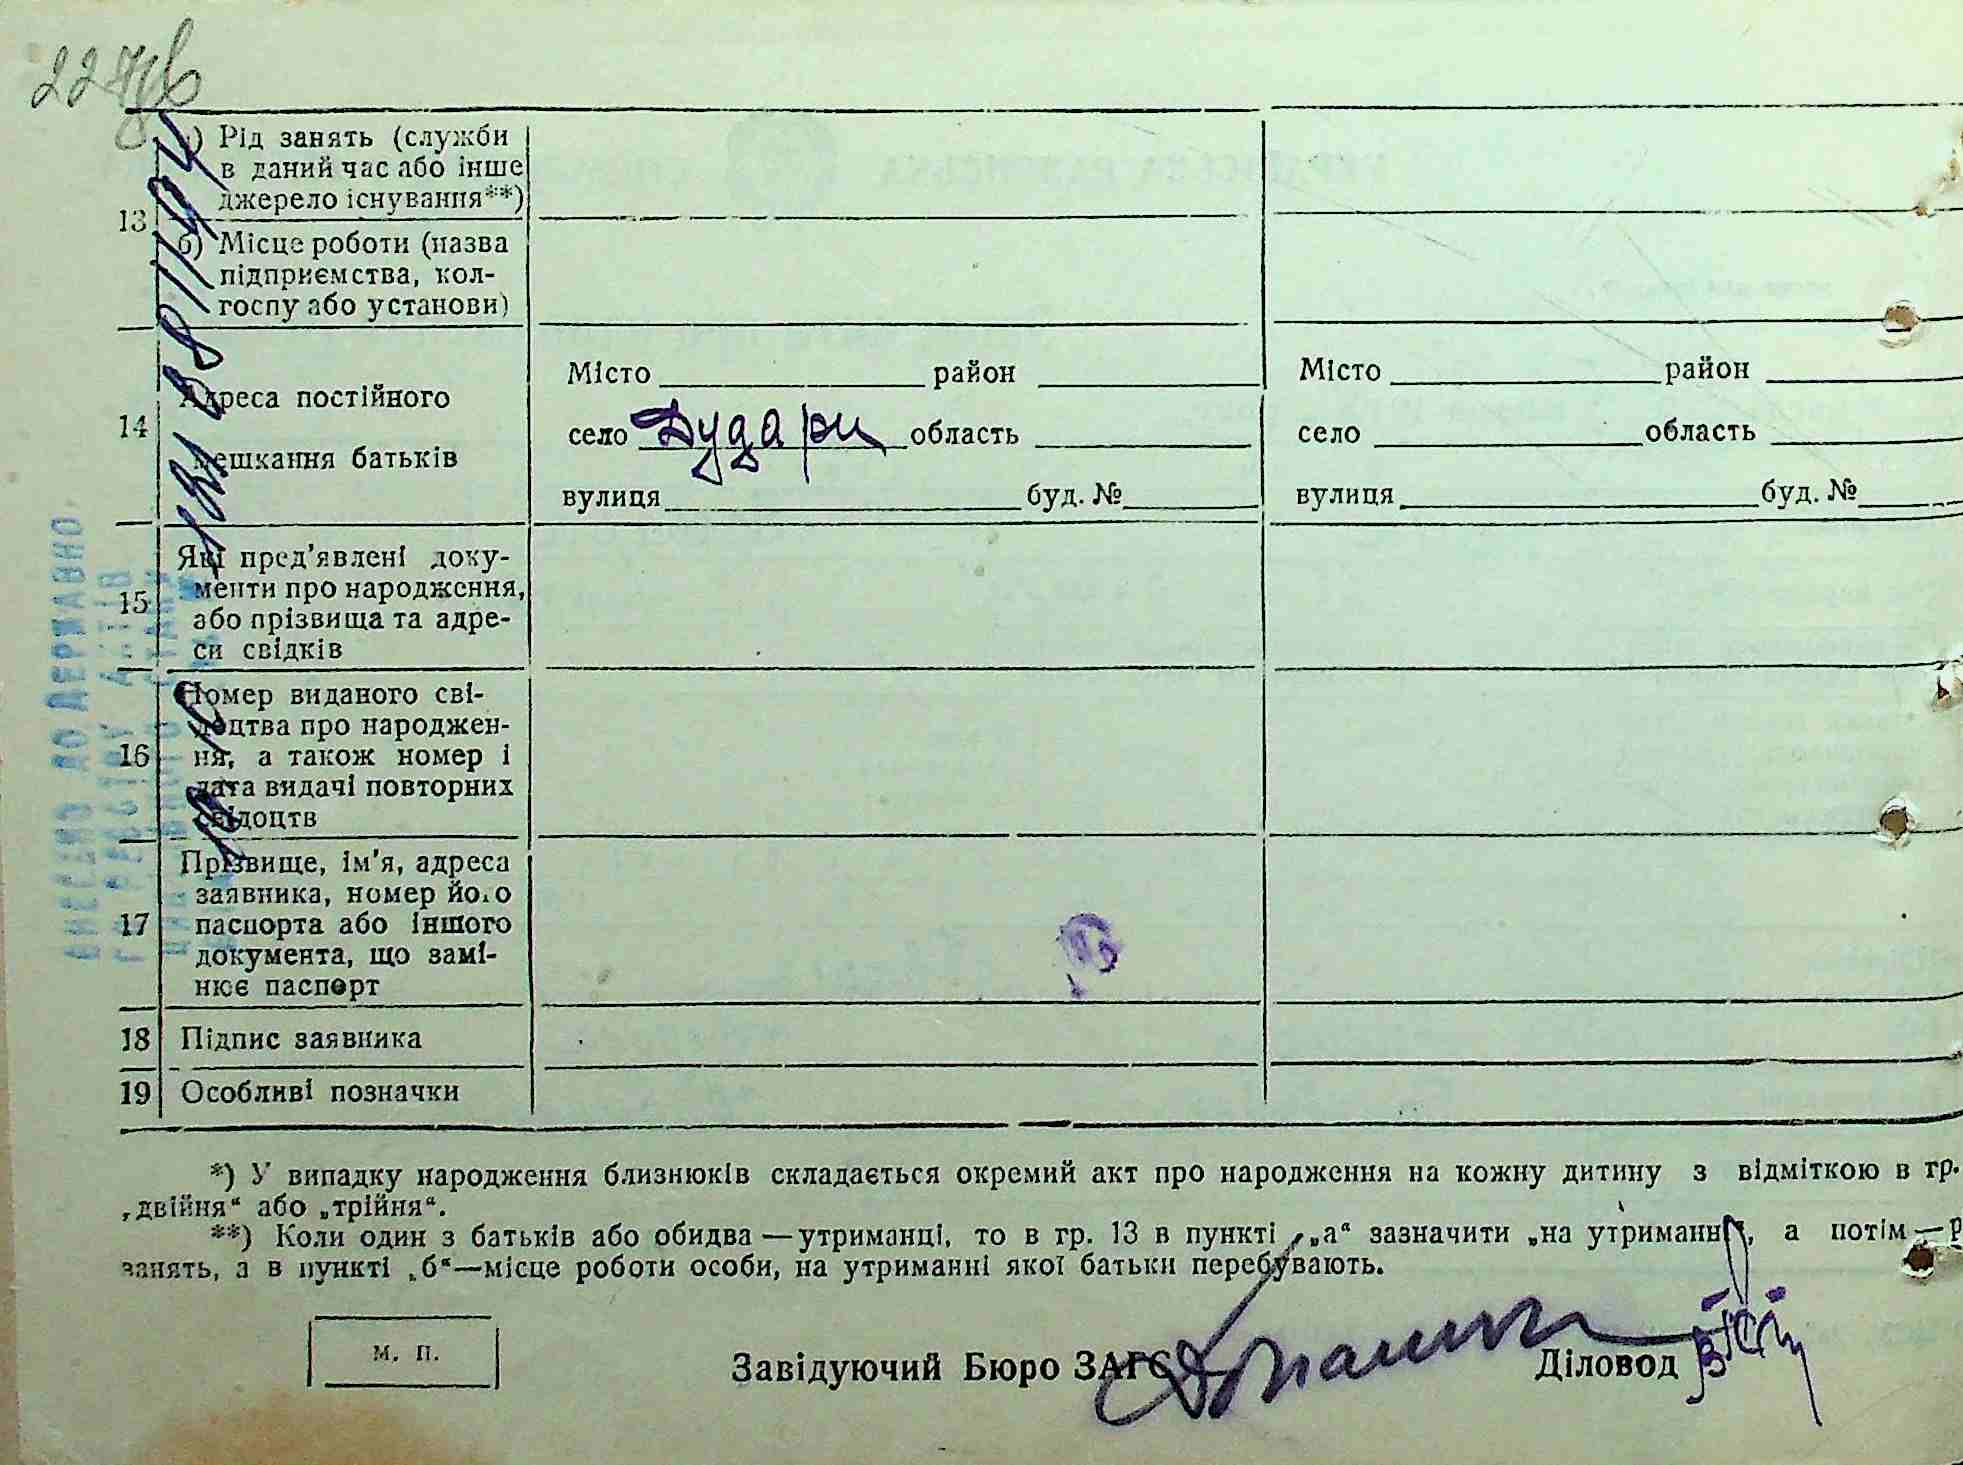 13
а) Рід занять (служби
в даний час або інше
джерело існування**)
б) Місце роботи (назва
підприємства, кол-
госпу або установи)
14
Адреса постійного
мешкання батьків
Місто район
село Дудари область
вулиця буд. №
Місто район
село область
вулиця буд. №
15
Які пред'явлені доку-
менти про народження,
або прізвища та адре-
си свідків
16
Номер виданого сві-
доцтва про народжен-
ня, а також номер і
дата видачі повторних
свідоцтв
17
Прізвище, ім'я, адреса
заявника, номер його
паспорта або іншого
документа, що замі-
нює паспорт
18 Підпис заявника
19 Особливі позначки
*) У випадку народження близнюків складається окремий акт про народження на кожну дитину з відміткою в гр.
„двійня“ або „трійня“.
**) Коли один з батьків або обидва — утриманці, то в гр. 13 в пункті „а“ зазначити „на утриманні“, а потім — р
занять, а в пункті „б“ — місце роботи особи, на утриманні якої батьки перебувають.
м. п.
Завідуючий Бюро ЗАГС
Діловод
ВНЕСЕНО ДО ДЕРЖАВНО